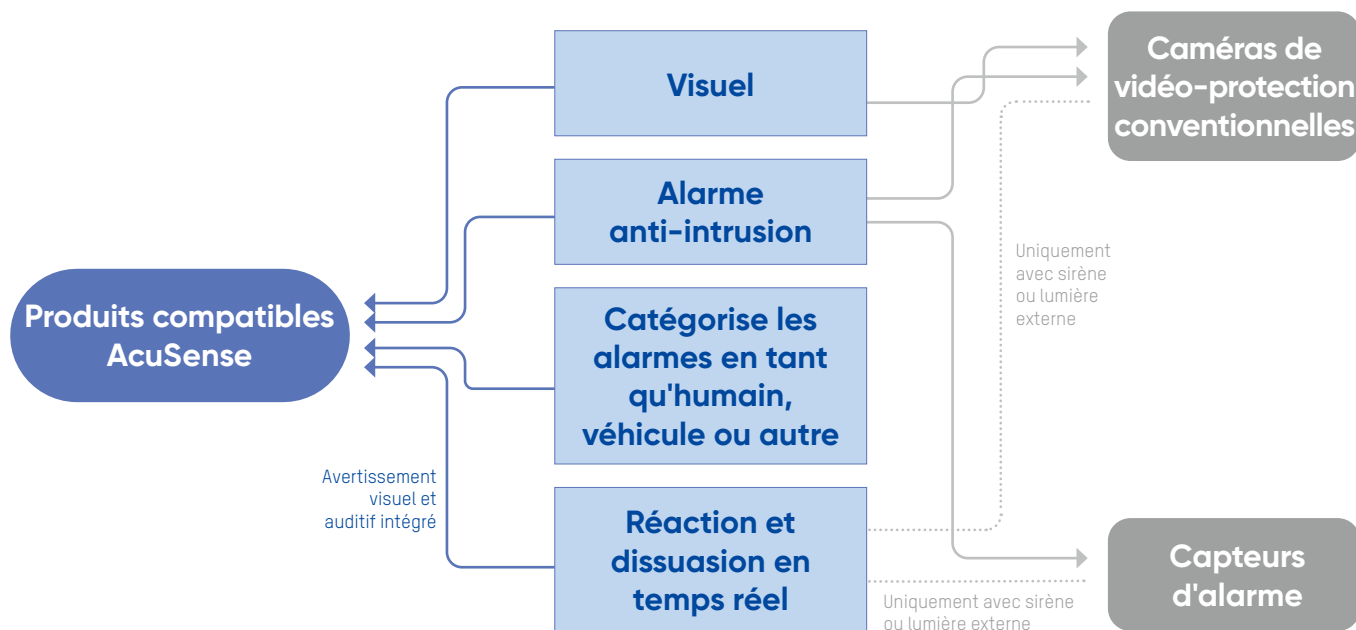 Visuel
Caméras de
vidéo-protection
conventionnelles
Alarme
anti-intrusion
Uniquement
avec sirène
ou lumière
externe
Produits compatibles
AcuSense
Catégorise les
alarmes en tant
qu'humain,
véhicule ou autre
Avertissement
visuel et
auditif intégré
Réaction et
dissuasion en
temps réel
Uniquement avec sirène
ou lumière externe
Capteurs
d'alarme